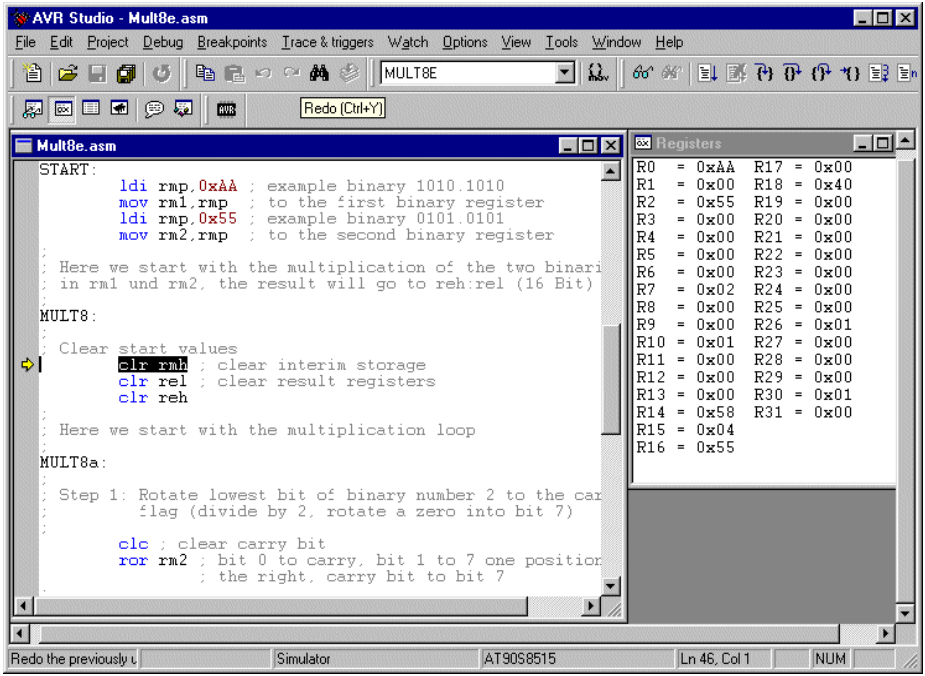 AVR Studio - Mult8e.asm
File Edit Project Debug Breakpoints Trace & triggers Watch Options View Tools Window Help
MULT8E
AVR
Redo (Ctrl+Y)
Mult8e.asm
START:
ldi rmp,0xAA ; example binary 1010.1010
mov rm1,rmp ; to the first binary register
ldi rmp,0x55 ; example binary 0101.0101
mov rm2,rmp ; to the second binary register
;
; Here we start with the multiplication of the two binari
; in rm1 und rm2, the result will go to reh:rel (16 Bit)
;
MULT8:
;
; Clear start values
clr rmh ; clear interim storage
clr rel ; clear result registers
clr reh
;
; Here we start with the multiplication loop
;
MULT8a:
;
; Step 1: Rotate lowest bit of binary number 2 to the car
; flag (divide by 2, rotate a zero into bit 7)
;
clc ; clear carry bit
ror rm2 ; bit 0 to carry, bit 1 to 7 one position
; the right, carry bit to bit 7
Registers
R0 = 0xAA R17 = 0x00
R1 = 0x00 R18 = 0x40
R2 = 0x55 R19 = 0x00
R3 = 0x00 R20 = 0x00
R4 = 0x00 R21 = 0x00
R5 = 0x00 R22 = 0x00
R6 = 0x00 R23 = 0x00
R7 = 0x02 R24 = 0x00
R8 = 0x00 R25 = 0x00
R9 = 0x00 R26 = 0x01
R10 = 0x01 R27 = 0x00
R11 = 0x00 R28 = 0x00
R12 = 0x00 R29 = 0x00
R13 = 0x00 R30 = 0x01
R14 = 0x58 R31 = 0x00
R15 = 0x04
R16 = 0x55
Redo the previously u Simulator AT90S8515 Ln 46, Col 1 NUM